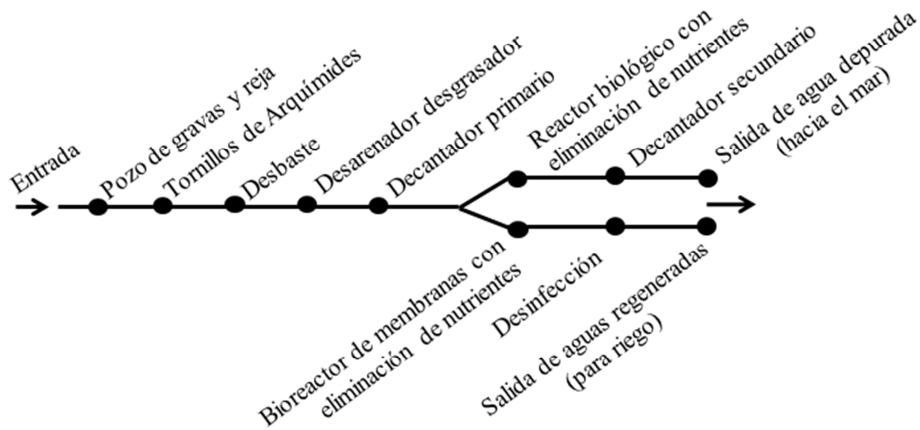 Entrada
Pozo de gravas y reja
Tornillos de Arquímides
Desbaste
Desarenador desgrasador
Decantador primario
Reactor biológico con
eliminación de nutrientes
Decantador secundario
Salida de agua depurada
(hacia el mar)
Bioreactor de membranas con
eliminación de nutrientes
Desinfección
Salida de aguas regeneradas
(para riego)